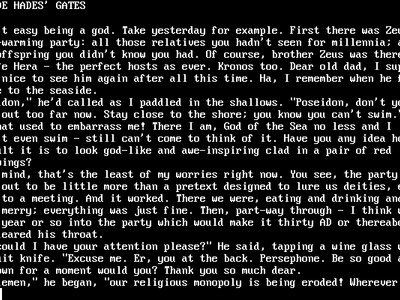 DE HADES' GATES
t easy being a god. Take yesterday for example. First there was Zeu
-warming party: all those relatives you hadn't seen for millennia; a
offspring you didn't know you had. Of course, brother Zeus was there
e Hera - the perfect hosts as ever. Kronos too. Dear old dad, I sup
nice to see him again after all this time. Ha, I remember when he f
e to the seaside.
idon," he'd called as I paddled in the shallows. "Poseidon, don't yo
out too far now. Stay close to the shore; you know you can't swim."
hat used to embarrass me! There I am, God of the Sea no less and I
t even swim - still can't come to think of it. Have you any idea ho
ult it is to look god-like and awe-inspiring clad in a pair of red
ings?
mind, that's the least of my worries right now. You see, the party
out to be little more than a pretext designed to lure us deities, e
to a meeting. And it worked. There we were, eating and drinking and
merry; everything was just fine. Then, part-way through - I think w
year or so into the party which would make it thirty AD or thereabo
leared his throat.
could I have your attention please?" He said, tapping a wine glass w
uit knife. "Excuse me. Er, you at the back. Persephone. Be so good a
own for a moment would you? Thank you so much dear.
lemen," he began, "our religious monopoly is being eroded! Wherever